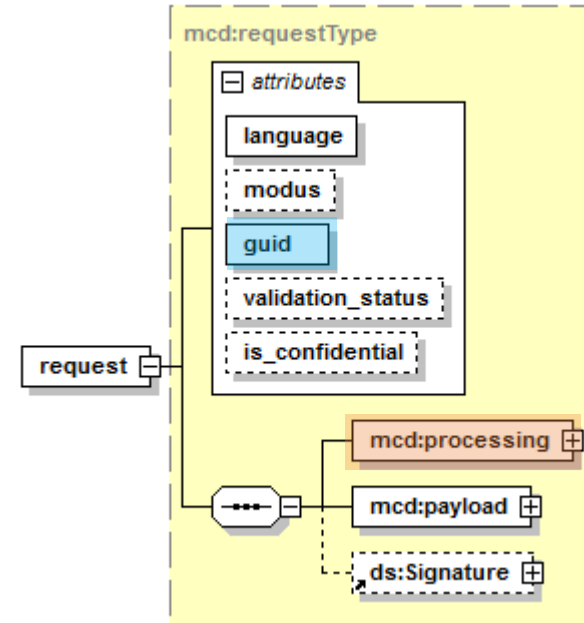 mcd:requestType
attributes
language
modus
guid
validation_status
is_confidential
request
mcd:processing
mcd:payload
ds:Signature